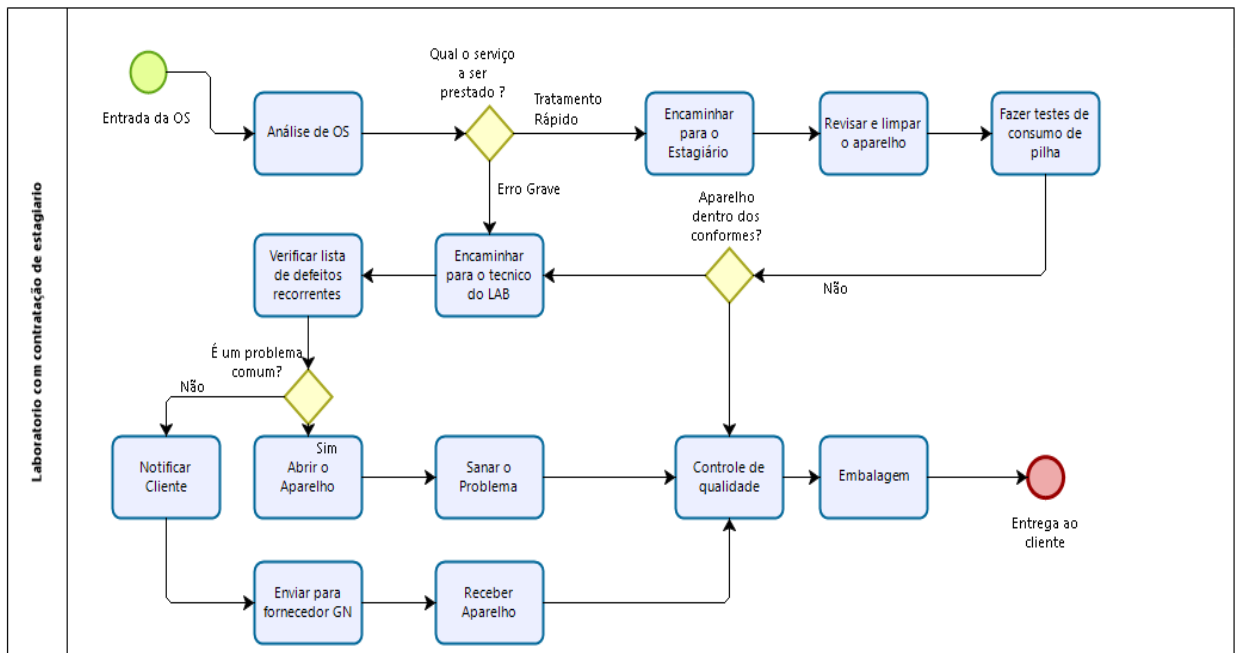 Laboratorio com contratação de estagiario
Entrada da OS
Análise de OS
Qual o serviço
a ser
prestado ?
Tratamento
Rápido
Encaminhar
para o
Estagiário
Revisar e limpar
o aparelho
Fazer testes de
consumo de
pilha
Erro Grave
Aparelho
dentro dos
conformes?
Não
Encaminhar
para o tecnico
do LAB
Verificar lista
de defeitos
recorrentes
É um problema
comum?
Não
Sim
Notificar
Cliente
Abrir o
Aparelho
Sanar o
Problema
Controle de
qualidade
Embalagem
Entrega ao
cliente
Enviar para
fornecedor GN
Receber
Aparelho